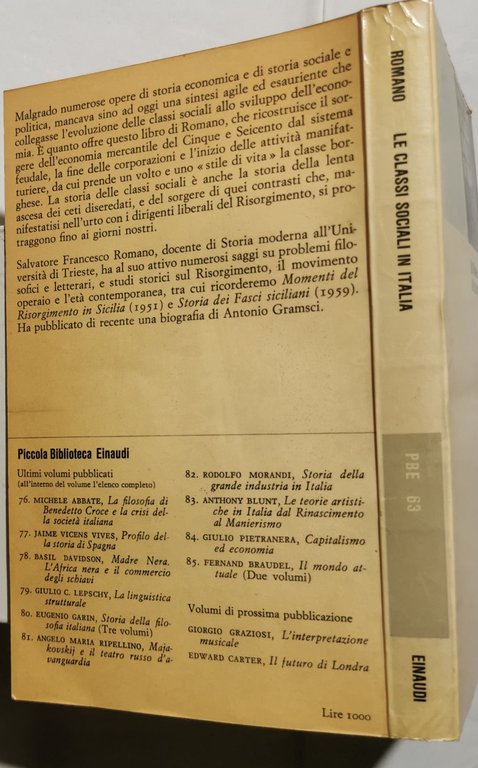 Malgrado numerose opere di storia economica e di storia sociale e
politica, mancava sino ad oggi una sintesi agile ed esauriente che
collegasse l'evoluzione delle classi sociali allo sviluppo dell'econo-
mia. È quanto offre questo libro di Romano, che ricostruisce il sor-
gere dell'economia mercantile del Cinque e Seicento dal sistema
feudale, la fine delle corporazioni e l'inizio delle attività manifat-
turiere, da cui prende un volto e uno «stile di vita» la classe bor-
ghese. La storia delle classi sociali è anche la storia della lenta
ascesa dei ceti diseredati, e del sorgere di quei contrasti che, ma-
nifestatisi nell'urto con i dirigenti liberali del Risorgimento, si pro-
traggono fino ai giorni nostri.
Salvatore Francesco Romano, docente di Storia moderna all'Uni-
versità di Trieste, ha al suo attivo numerosi saggi su problemi filo-
sofici e letterari, e studi storici sul Risorgimento, il movimento
operaio e l'età contemporanea, tra cui ricorderemo Momenti del
Risorgimento in Sicilia (1951) e Storia dei Fasci siciliani (1959).
Ha pubblicato di recente una biografia di Antonio Gramsci.
Piccola Biblioteca Einaudi
Ultimi volumi pubblicati
(all'interno del volume l'elenco completo)
76. MICHELE ABBATE, La filosofia di
Benedetto Croce e la crisi del-
la società italiana
77. JAIME VICENS VIVES, Profilo del-
la storia di Spagna
78. BASIL DAVIDSON, Madre Nera.
L'Africa nera e il commercio
degli schiavi
79. GIULIO C. LEPSCHY, La linguistica
strutturale
80. EUGENIO GARIN, Storia della filo-
sofia italiana (Tre volumi)
81. ANGELO MARIA RIPELLINO, Maja-
kovskij e il teatro russo d'a-
vanguardia
82. RODOLFO MORANDI, Storia della
grande industria in Italia
83. ANTHONY BLUNT, Le teorie artisti-
che in Italia dal Rinascimento
al Manierismo
84. GIULIO PIETRANERA, Capitalismo
ed economia
85. FERNAND BRAUDEL, Il mondo at-
tuale (Due volumi)
Volumi di prossima pubblicazione
GIORGIO GRAZIOSI, L'interpretazione
musicale
EDWARD CARTER, Il futuro di Londra
Lire 1000
ROMANO LE CLASSI SOCIALI IN ITALIA
PBE 63
EINAUDI